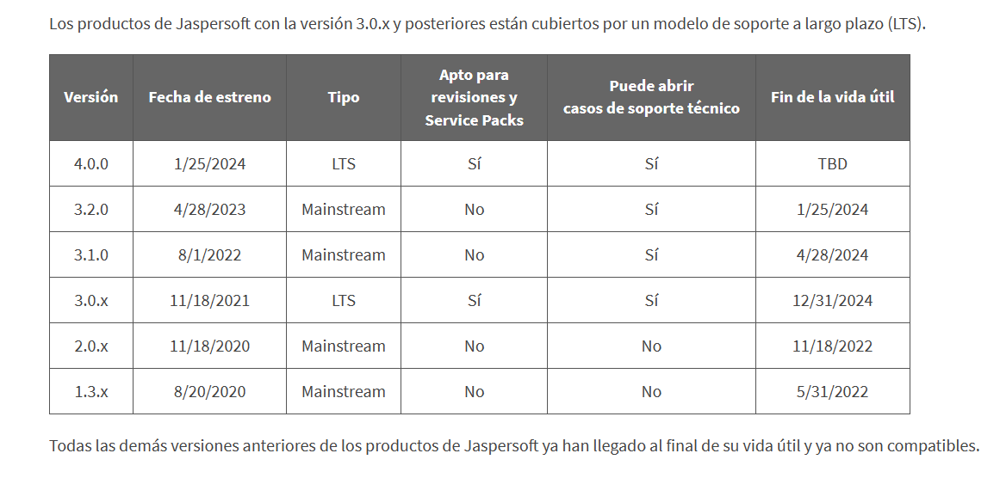 Los productos de Jaspersoft con la versión 3.0.x y posteriores están cubiertos por un modelo de soporte a largo plazo (LTS).
Versión Fecha de estreno Tipo Apto para revisiones y Service Packs Puede abrir casos de soporte técnico Fin de la vida útil
4.0.0 1/25/2024 LTS Sí Sí TBD
3.2.0 4/28/2023 Mainstream No Sí 1/25/2024
3.1.0 8/1/2022 Mainstream No Sí 4/28/2024
3.0.x 11/18/2021 LTS Sí Sí 12/31/2024
2.0.x 11/18/2020 Mainstream No No 11/18/2022
1.3.x 8/20/2020 Mainstream No No 5/31/2022
Todas las demás versiones anteriores de los productos de Jaspersoft ya han llegado al final de su vida útil y ya no son compatibles.